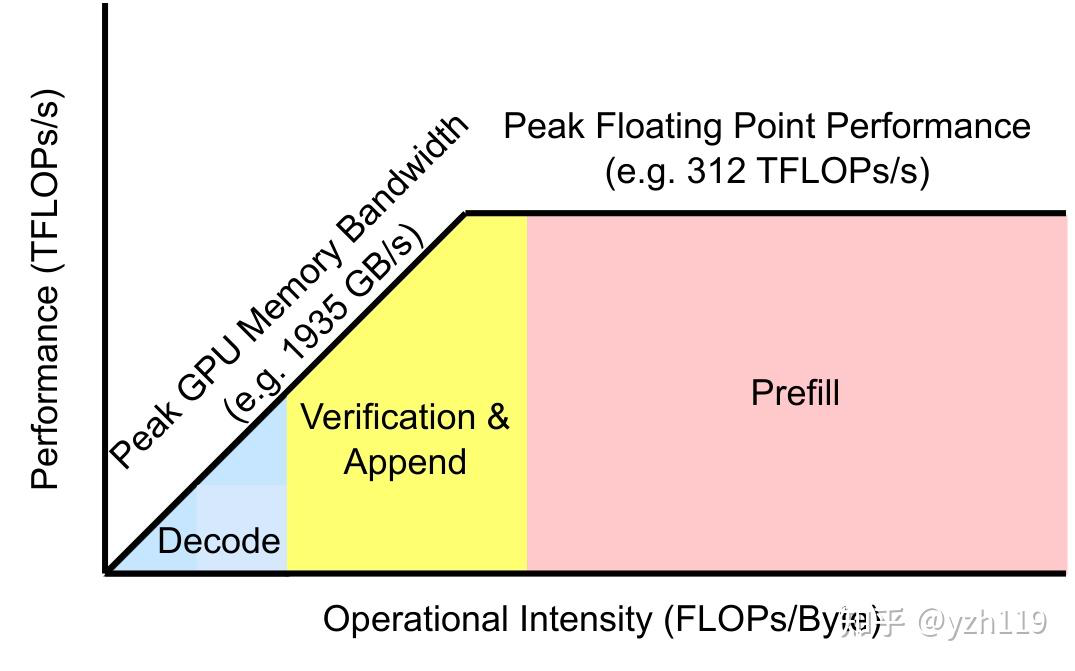 Performance (TFLOPs/s)
Peak GPU Memory Bandwidth
(e.g. 1935 GB/s)
Peak Floating Point Performance
(e.g. 312 TFLOPs/s)
Decode
Verification &
Append
Prefill
Operational Intensity (FLOPs/Byte)
知乎 @yzh119